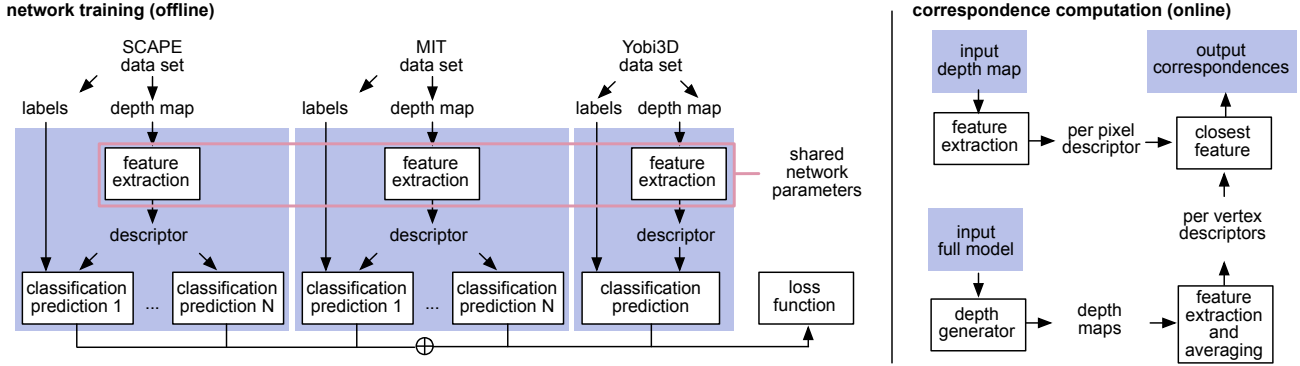 network training (offline)
SCAPE
data set
MIT
data set
Yobi3D
data set
labels
depth map
labels
depth map
labels
depth map
feature
extraction
feature
extraction
feature
extraction
shared
network
parameters
descriptor
descriptor
descriptor
classification
prediction 1
...
classification
prediction N
classification
prediction 1
...
classification
prediction N
classification
prediction
loss
function
correspondence computation (online)
input
depth map
output
correspondences
feature
extraction
per pixel
descriptor
closest
feature
input
full model
per vertex
descriptors
depth
generator
depth
maps
feature
extraction
and
averaging